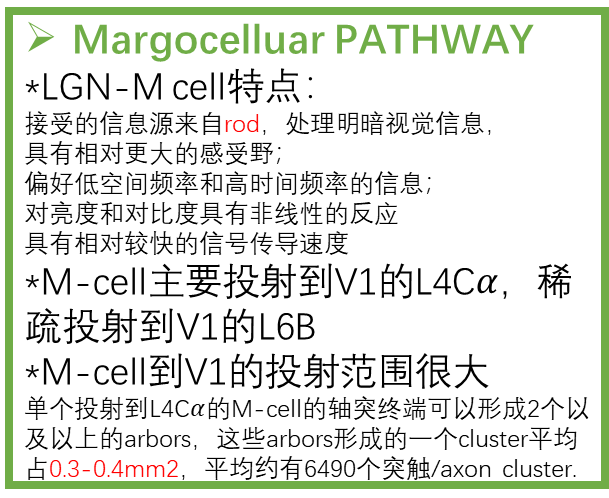 ➢ Margocelluar PATHWAY
*LGN-M cell特点：
接受的信息源来自rod，处理明暗视觉信息，
具有相对更大的感受野；
偏好低空间频率和高时间频率的信息；
对亮度和对比度具有非线性的反应
具有相对较快的信号传导速度
*M-cell主要投射到V1的L4C𝛼，稀
疏投射到V1的L6B
*M-cell到V1的投射范围很大
单个投射到L4C𝛼的M-cell的轴突终端可以形成2个以
及以上的arbors，这些arbors形成的一个cluster平均
占0.3-0.4mm2，平均约有6490个突触/axon cluster.